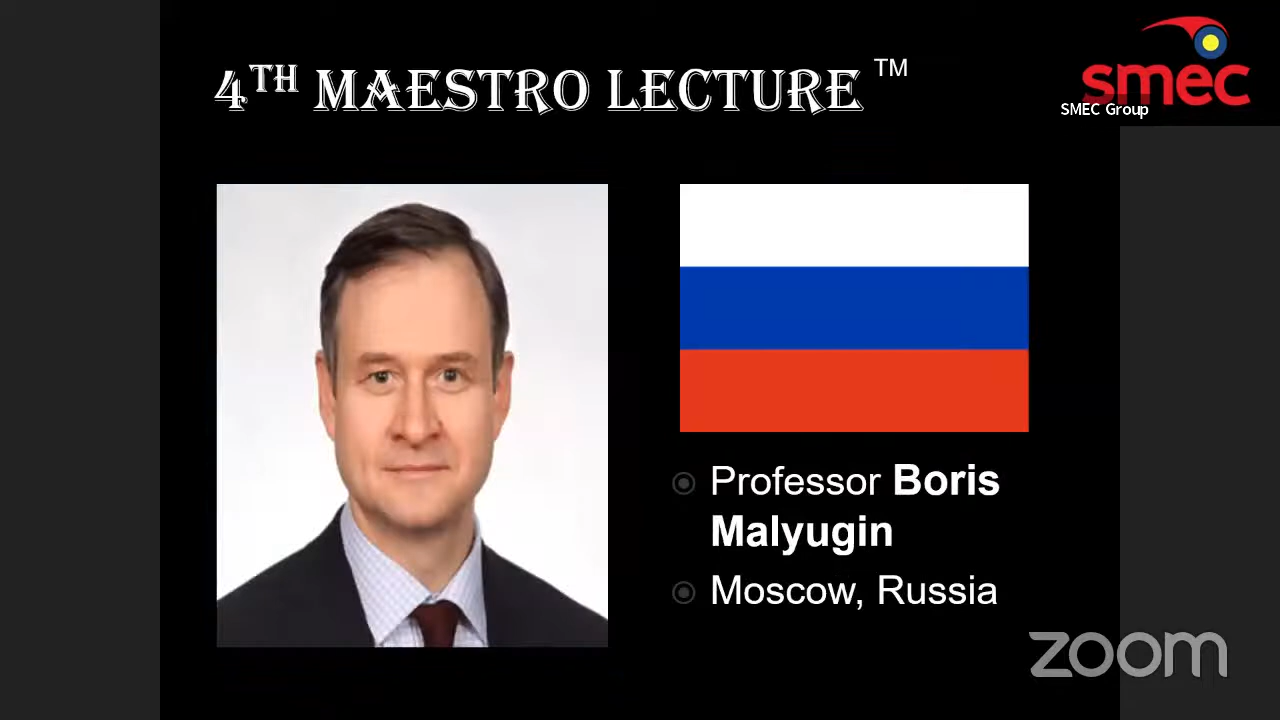 4TH MAESTRO LECTURE TM
smec
SMEC Group
Professor Boris
Malyugin
Moscow, Russia
zoom